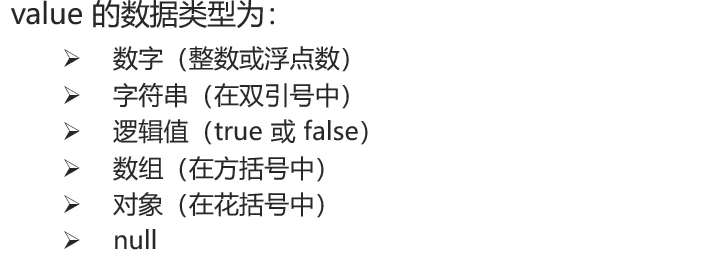 value 的数据类型为：
➢ 数字（整数或浮点数）
➢ 字符串（在双引号中）
➢ 逻辑值（true 或 false）
➢ 数组（在方括号中）
➢ 对象（在花括号中）
➢ null